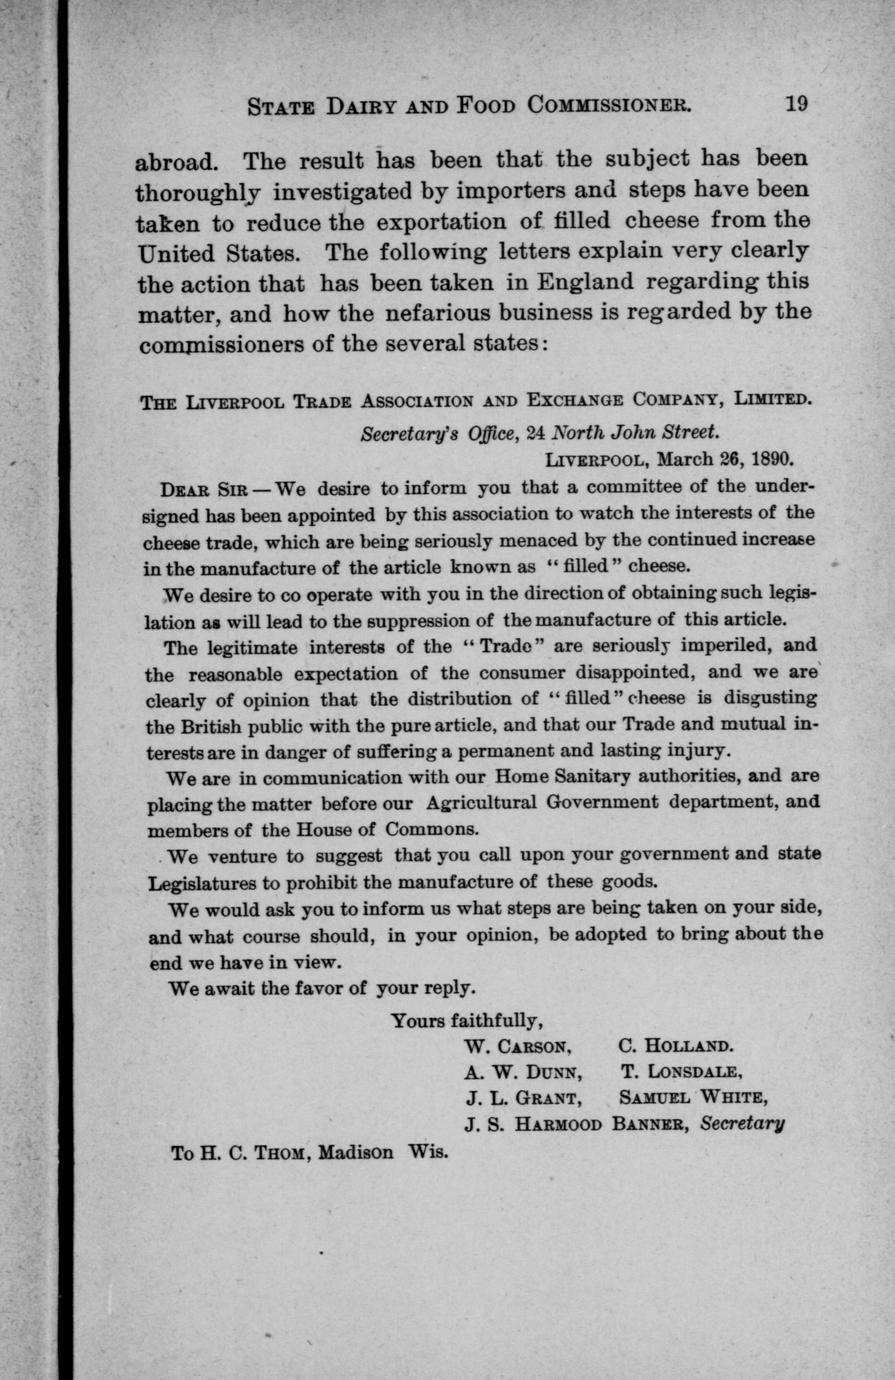 STATE DAIRY AND FOOD COMMISSIONER. 19
abroad. The result has been that the subject has been
thoroughly investigated by importers and steps have been
taken to reduce the exportation of filled cheese from the
United States. The following letters explain very clearly
the action that has been taken in England regarding this
matter, and how the nefarious business is regarded by the
commissioners of the several states:
THE LIVERPOOL TRADE ASSOCIATION AND EXCHANGE COMPANY, LIMITED.
Secretary's Office, 24 North John Street.
LIVERPOOL, March 26, 1890.
DEAR SIR — We desire to inform you that a committee of the under-
signed has been appointed by this association to watch the interests of the
cheese trade, which are being seriously menaced by the continued increase
in the manufacture of the article known as "filled" cheese.
We desire to co operate with you in the direction of obtaining such legis-
lation as will lead to the suppression of the manufacture of this article.
The legitimate interests of the "Trade" are seriously imperiled, and
the reasonable expectation of the consumer disappointed, and we are
clearly of opinion that the distribution of "filled" cheese is disgusting
the British public with the pure article, and that our Trade and mutual in-
terests are in danger of suffering a permanent and lasting injury.
We are in communication with our Home Sanitary authorities, and are
placing the matter before our Agricultural Government department, and
members of the House of Commons.
We venture to suggest that you call upon your government and state
Legislatures to prohibit the manufacture of these goods.
We would ask you to inform us what steps are being taken on your side,
and what course should, in your opinion, be adopted to bring about the
end we have in view.
We await the favor of your reply.
Yours faithfully,
W. CARSON, C. HOLLAND.
A. W. DUNN, T. LONSDALE,
J. L. GRANT, SAMUEL WHITE,
J. S. HARMOOD BANNER, Secretary
To H. C. THOM, Madison Wis.